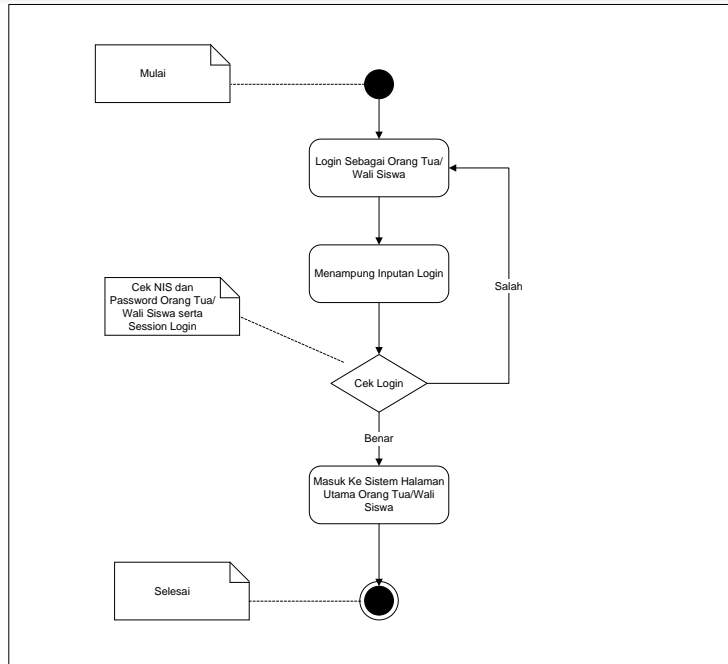 Mulai
Login Sebagai Orang Tua/
Wali Siswa
Menampung Inputan Login
Salah
Cek NIS dan
Password Orang Tua/
Wali Siswa serta
Session Login
Cek Login
Benar
Masuk Ke Sistem Halaman
Utama Orang Tua/Wali
Siswa
Selesai